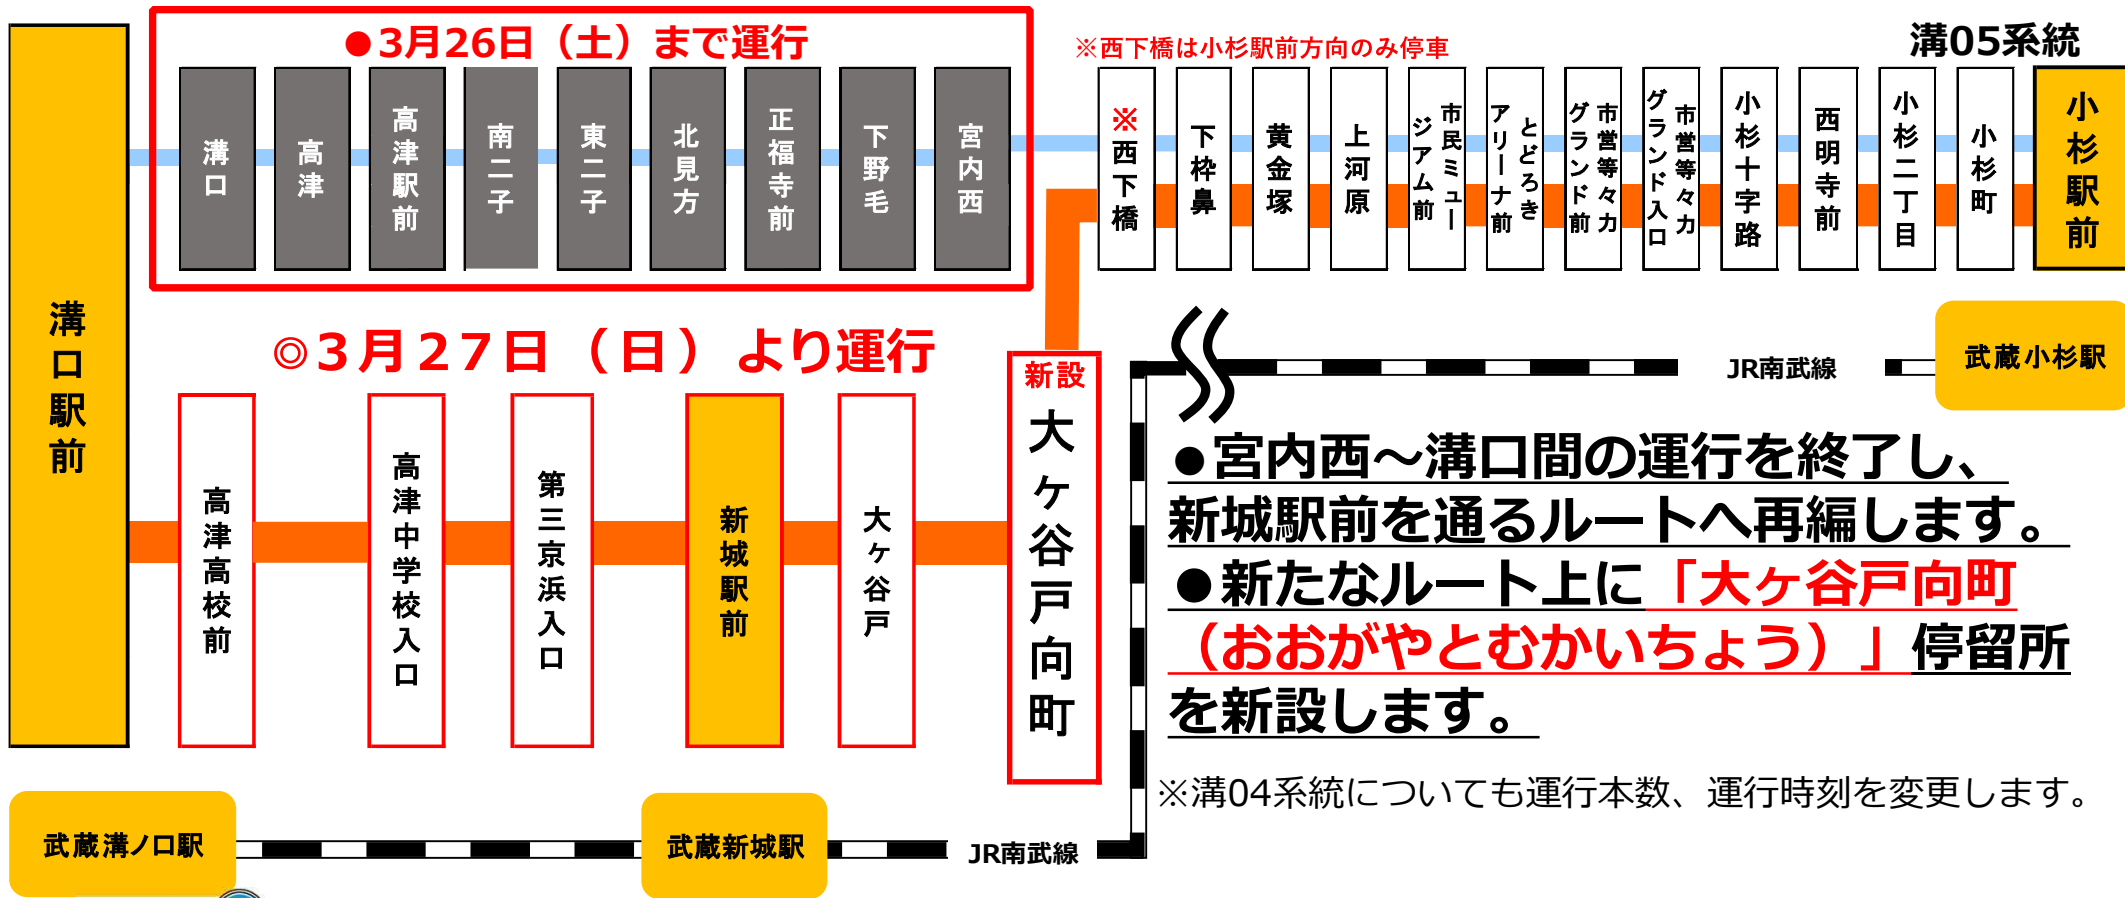 ●3月26日（土）まで運行
※西下橋は小杉駅前方向のみ停車
溝05系統
溝口駅前
溝口
高津
高津駅前
南二子
東二子
北見方
正福寺前
下野毛
宮内西
※西下橋
下枠鼻
黄金塚
上河原
市民ミュー
ジアム前
とどろき
アリーナ前
市営等々力
グランド前
市営等々力
グランド入口
小杉十字路
西明寺前
小杉二丁目
小杉町
小杉駅前
◎3月27日（日）より運行
高津高校前
高津中学校入口
第三京浜入口
新城駅前
大ヶ谷戸
新設
大ヶ谷戸向町
JR南武線
武蔵小杉駅
●宮内西～溝口間の運行を終了し、
新城駅前を通るルートへ再編します。
●新たなルート上に「大ヶ谷戸向町
（おおがやとむかいちょう）」停留所
を新設します。
※溝04系統についても運行本数、運行時刻を変更します。
武蔵溝ノ口駅
武蔵新城駅
JR南武線